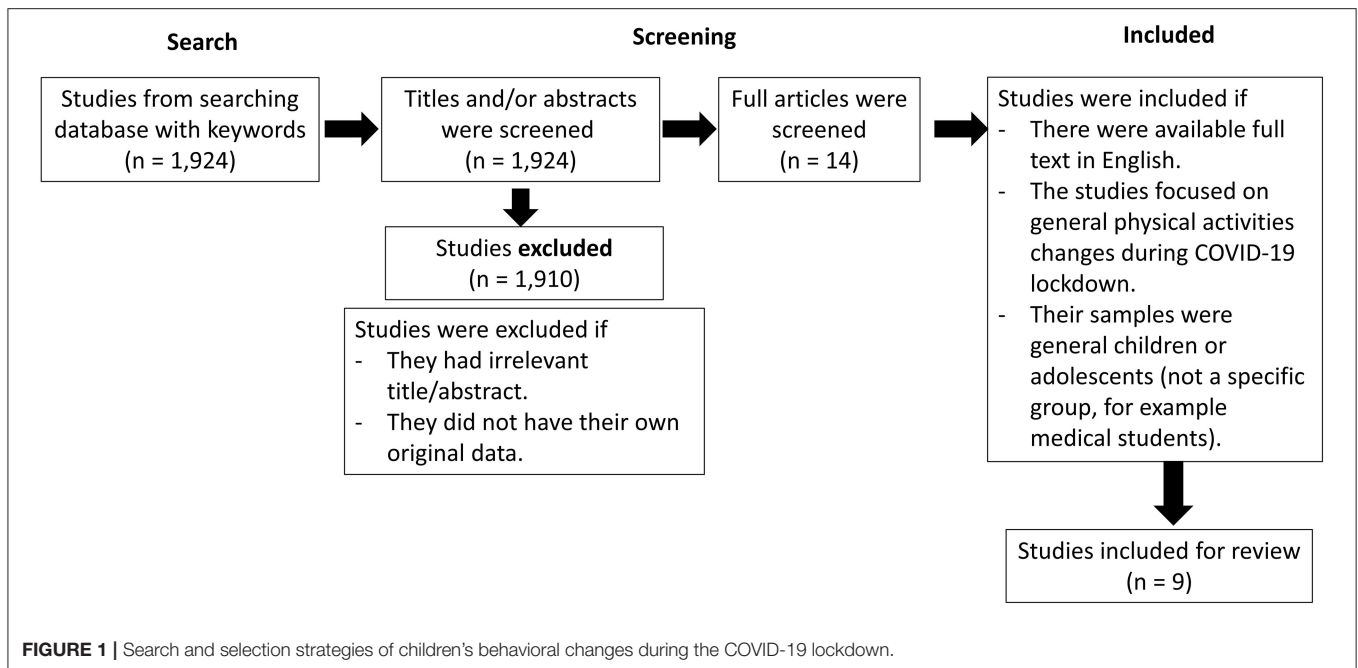 Search
Screening
Included
Studies from searching
database with keywords
(n = 1,924)
Titles and/or abstracts
were screened
(n = 1,924)
Full articles were
screened
(n = 14)
Studies were included if
- There were available full
text in English.
- The studies focused on
general physical activities
changes during COVID-19
lockdown.
- Their samples were
general children or
adolescents (not a specific
group, for example
medical students).
Studies excluded
(n = 1,910)
Studies were excluded if
- They had irrelevant
title/abstract.
- They did not have their own
original data.
Studies included for review
(n = 9)
FIGURE 1 | Search and selection strategies of children's behavioral changes during the COVID-19 lockdown.